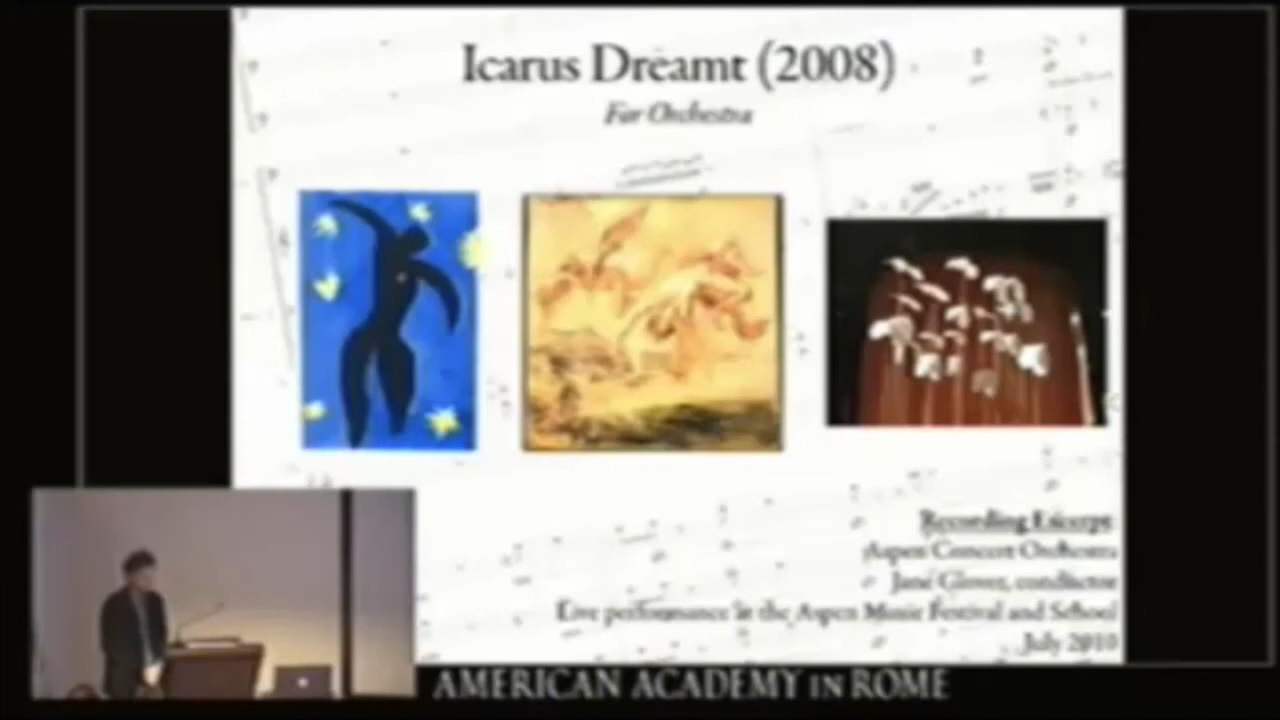 Icarus Dreamt (2008)
For Orchestra
Recording Excerpt:
Aspen Concert Orchestra
Jane Glover, conductor
Live performance at the Aspen Music Festival and School
July 2010
AMERICAN ACADEMY IN ROME